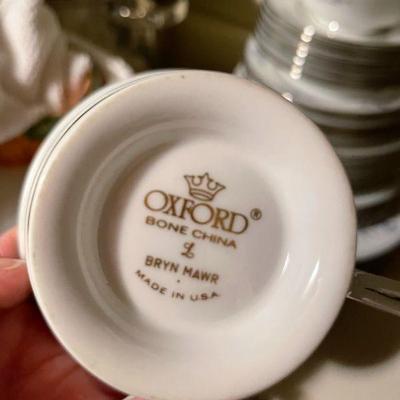 OXFORD®
BONE CHINA
L
BRYN MAWR
MADE IN U.S.A.